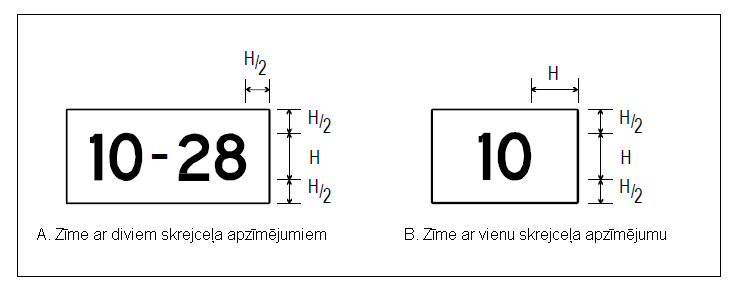 H/2
H
10-28
H/2
H
H/2
10
H/2
H
H/2
A. Zīme ar diviem skrejceļa apzīmējumiem
B. Zīme ar vienu skrejceļa apzīmējumu